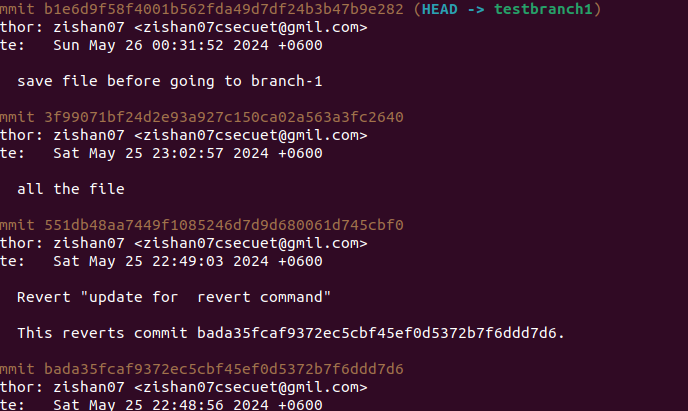 mmit b1e6d9f58f4001b562fda49d7df24b3b47b9e282 (HEAD -> testbranch1)
thor: zishan07 <zishan07csecuet@gmil.com>
te:   Sun May 26 00:31:52 2024 +0600
save file before going to branch-1
mmit 3f99071bf24d2e93a927c150ca02a563a3fc2640
thor: zishan07 <zishan07csecuet@gmil.com>
te:   Sat May 25 23:02:57 2024 +0600
all the file
mmit 551db48aa7449f1085246d7d9d680061d745cbf0
thor: zishan07 <zishan07csecuet@gmil.com>
te:   Sat May 25 22:49:03 2024 +0600
Revert "update for  revert command"
This reverts commit bada35fcaf9372ec5cbf45ef0d5372b7f6ddd7d6.
mmit bada35fcaf9372ec5cbf45ef0d5372b7f6ddd7d6
thor: zishan07 <zishan07csecuet@gmil.com>
te:   Sat May 25 22:48:56 2024 +0600